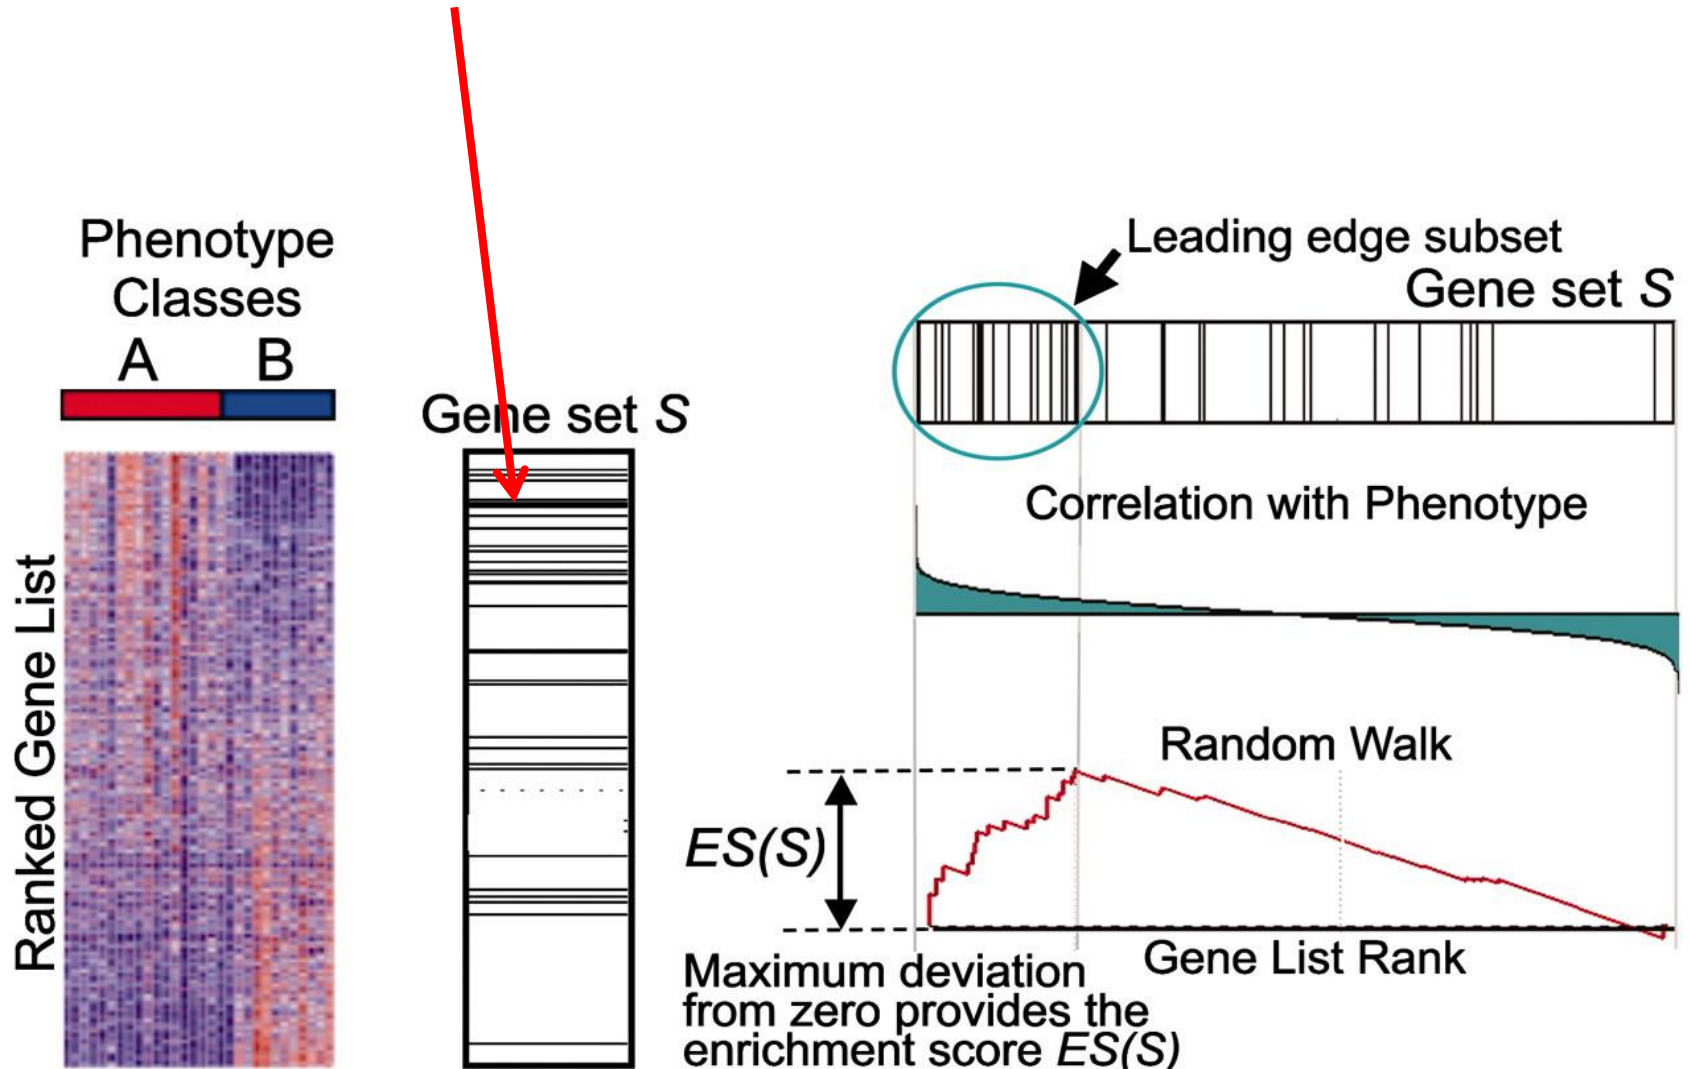 Phenotype
Classes
A B
Ranked Gene List
Gene set S
Leading edge subset
Gene set S
Correlation with Phenotype
Random Walk
ES(S)
Gene List Rank
Maximum deviation
from zero provides the
enrichment score ES(S)